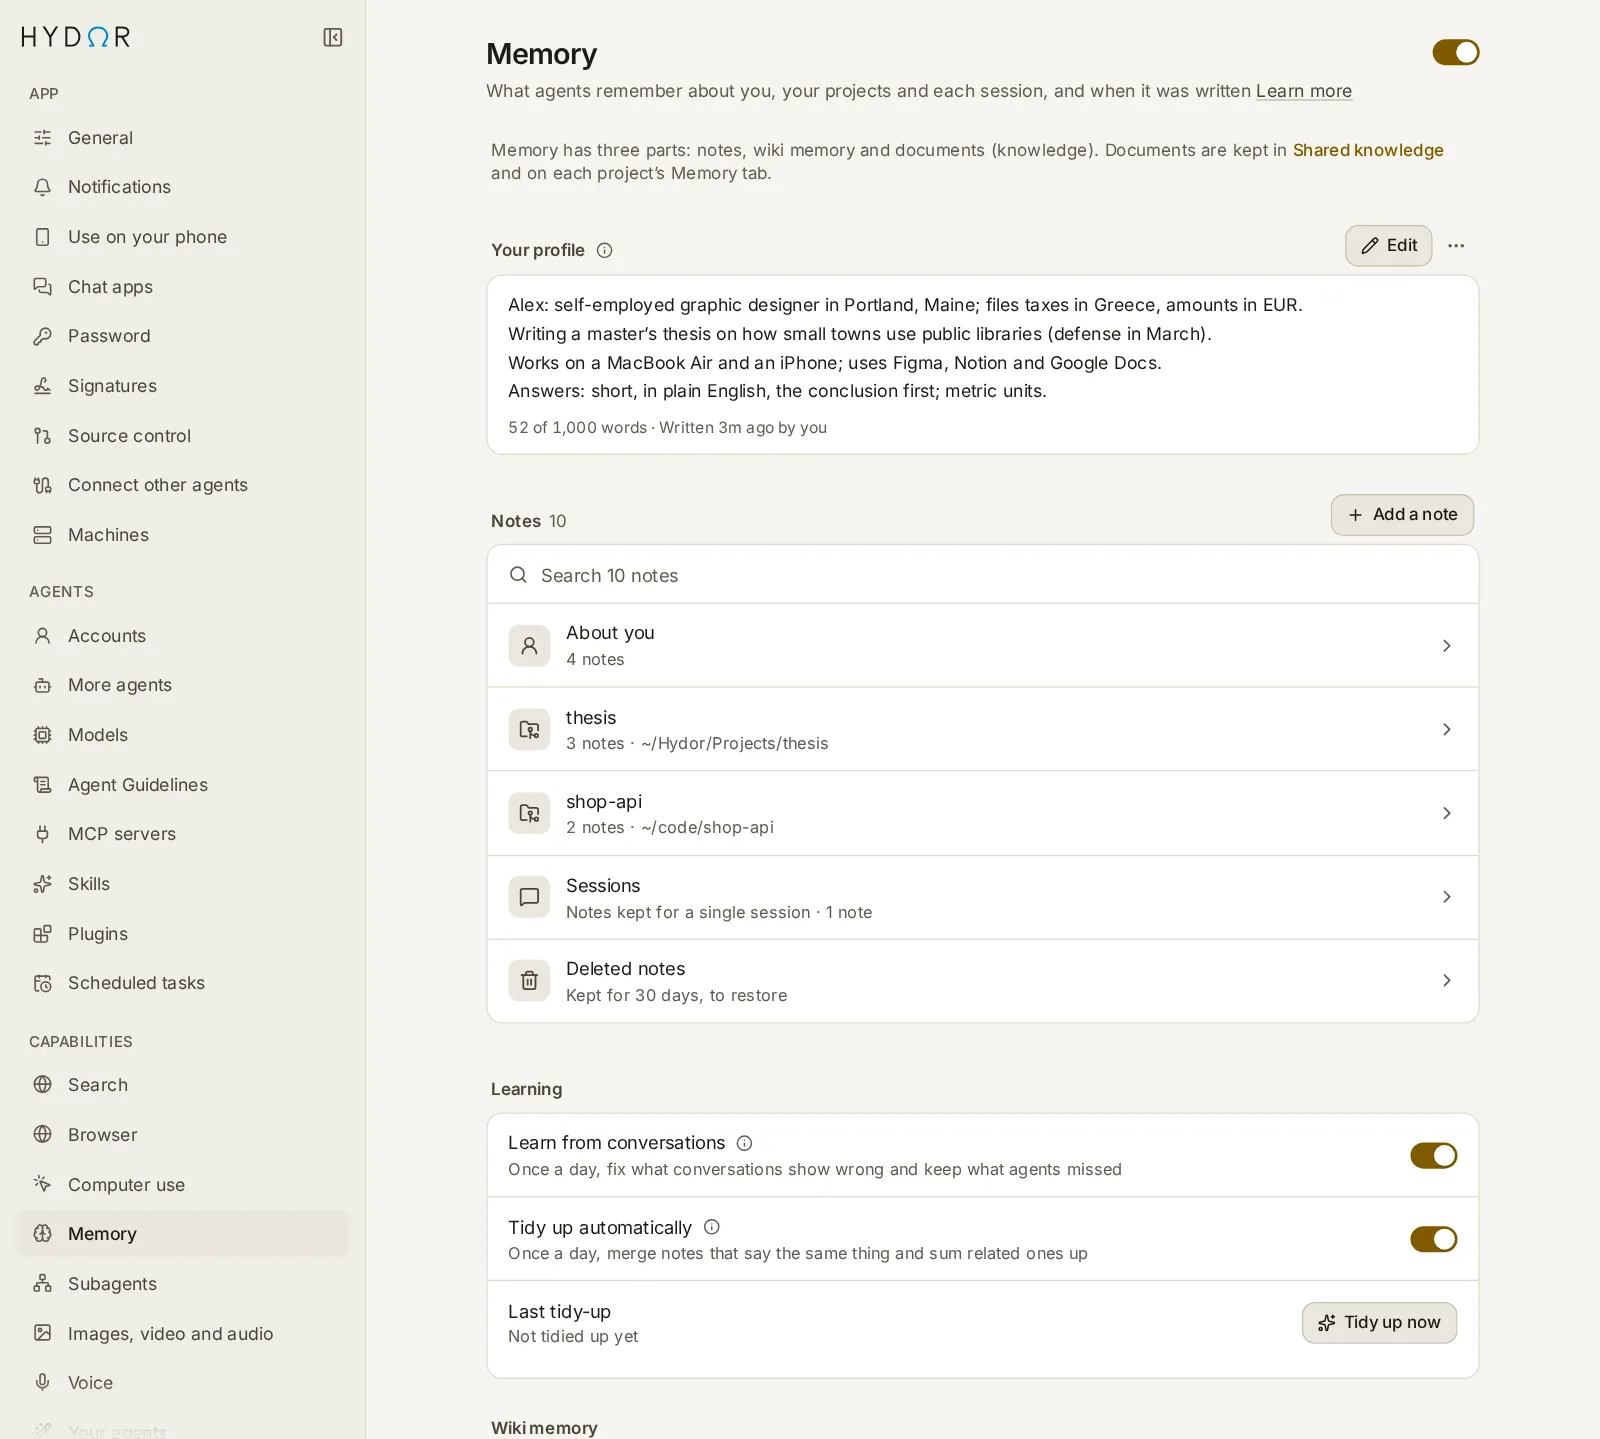 HYDΩR
APP
General
Notifications
Use on your phone
Chat apps
Password
Signatures
Source control
Connect other agents
Machines
AGENTS
Accounts
More agents
Models
Agent Guidelines
MCP servers
Skills
Plugins
Scheduled tasks
CAPABILITIES
Search
Browser
Computer use
Memory
Subagents
Images, video and audio
Voice
Your agents
Memory
What agents remember about you, your projects and each session, and when it was written Learn more
Memory has three parts: notes, wiki memory and documents (knowledge). Documents are kept in Shared knowledge
and on each project’s Memory tab.
Your profile
Edit
Alex: self-employed graphic designer in Portland, Maine; files taxes in Greece, amounts in EUR.
Writing a master’s thesis on how small towns use public libraries (defense in March).
Works on a MacBook Air and an iPhone; uses Figma, Notion and Google Docs.
Answers: short, in plain English, the conclusion first; metric units.
52 of 1,000 words · Written 3m ago by you
Notes 10
Add a note
Search 10 notes
About you
4 notes
thesis
3 notes · ~/Hydor/Projects/thesis
shop-api
2 notes · ~/code/shop-api
Sessions
Notes kept for a single session · 1 note
Deleted notes
Kept for 30 days, to restore
Learning
Learn from conversations
Once a day, fix what conversations show wrong and keep what agents missed
Tidy up automatically
Once a day, merge notes that say the same thing and sum related ones up
Last tidy-up
Not tidied up yet
Tidy up now
Wiki memory